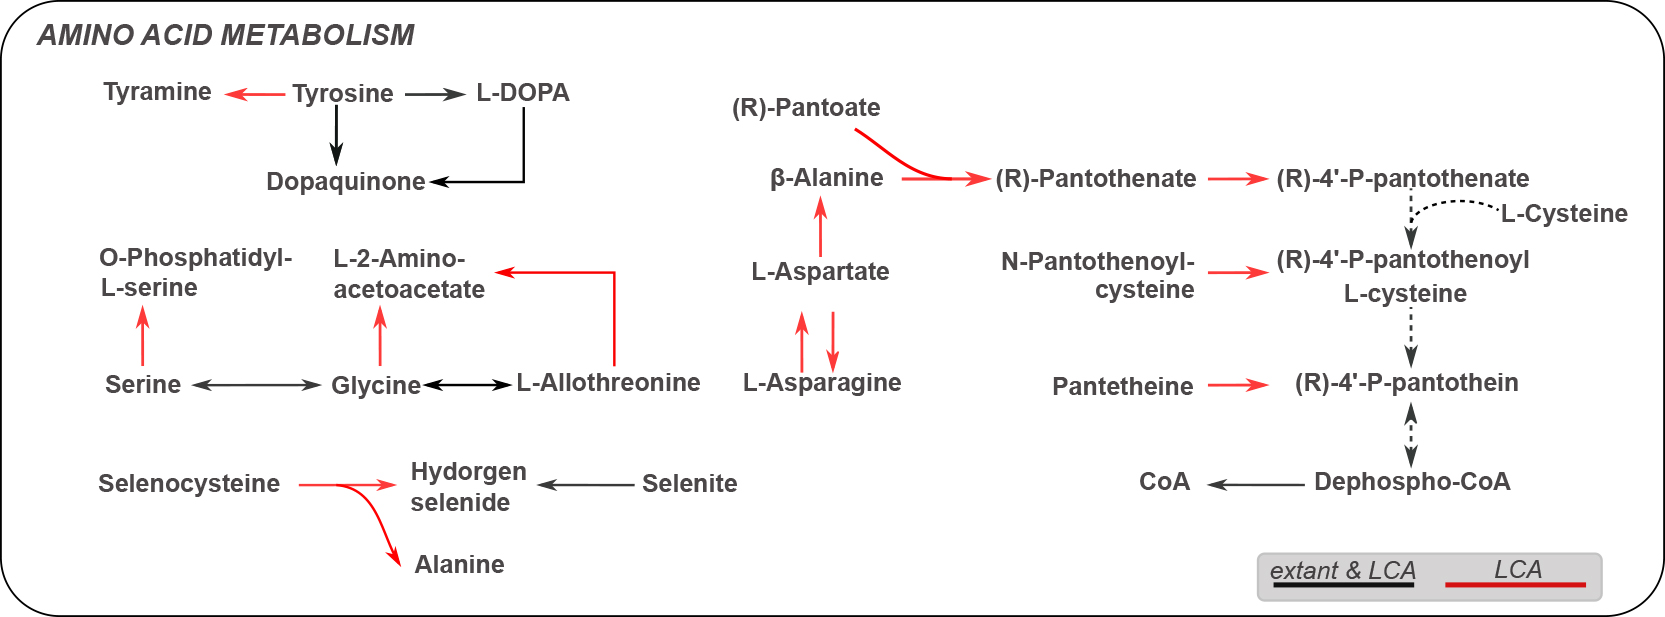 AMINO ACID METABOLISM
Tyramine
Tyrosine
L-DOPA
Dopaquinone
O-Phosphatidyl-
L-serine
L-2-Amino-
acetoacetate
Serine
Glycine
L-Allothreonine
Selenocysteine
Hydorgen
selenide
Selenite
Alanine
(R)-Pantoate
β-Alanine
(R)-Pantothenate
(R)-4'-P-pantothenate
L-Cysteine
L-Aspartate
N-Pantothenoyl-
cysteine
(R)-4'-P-pantothenoyl
L-cysteine
L-Asparagine
Pantetheine
(R)-4'-P-pantothein
CoA
Dephospho-CoA
extant & LCA
LCA